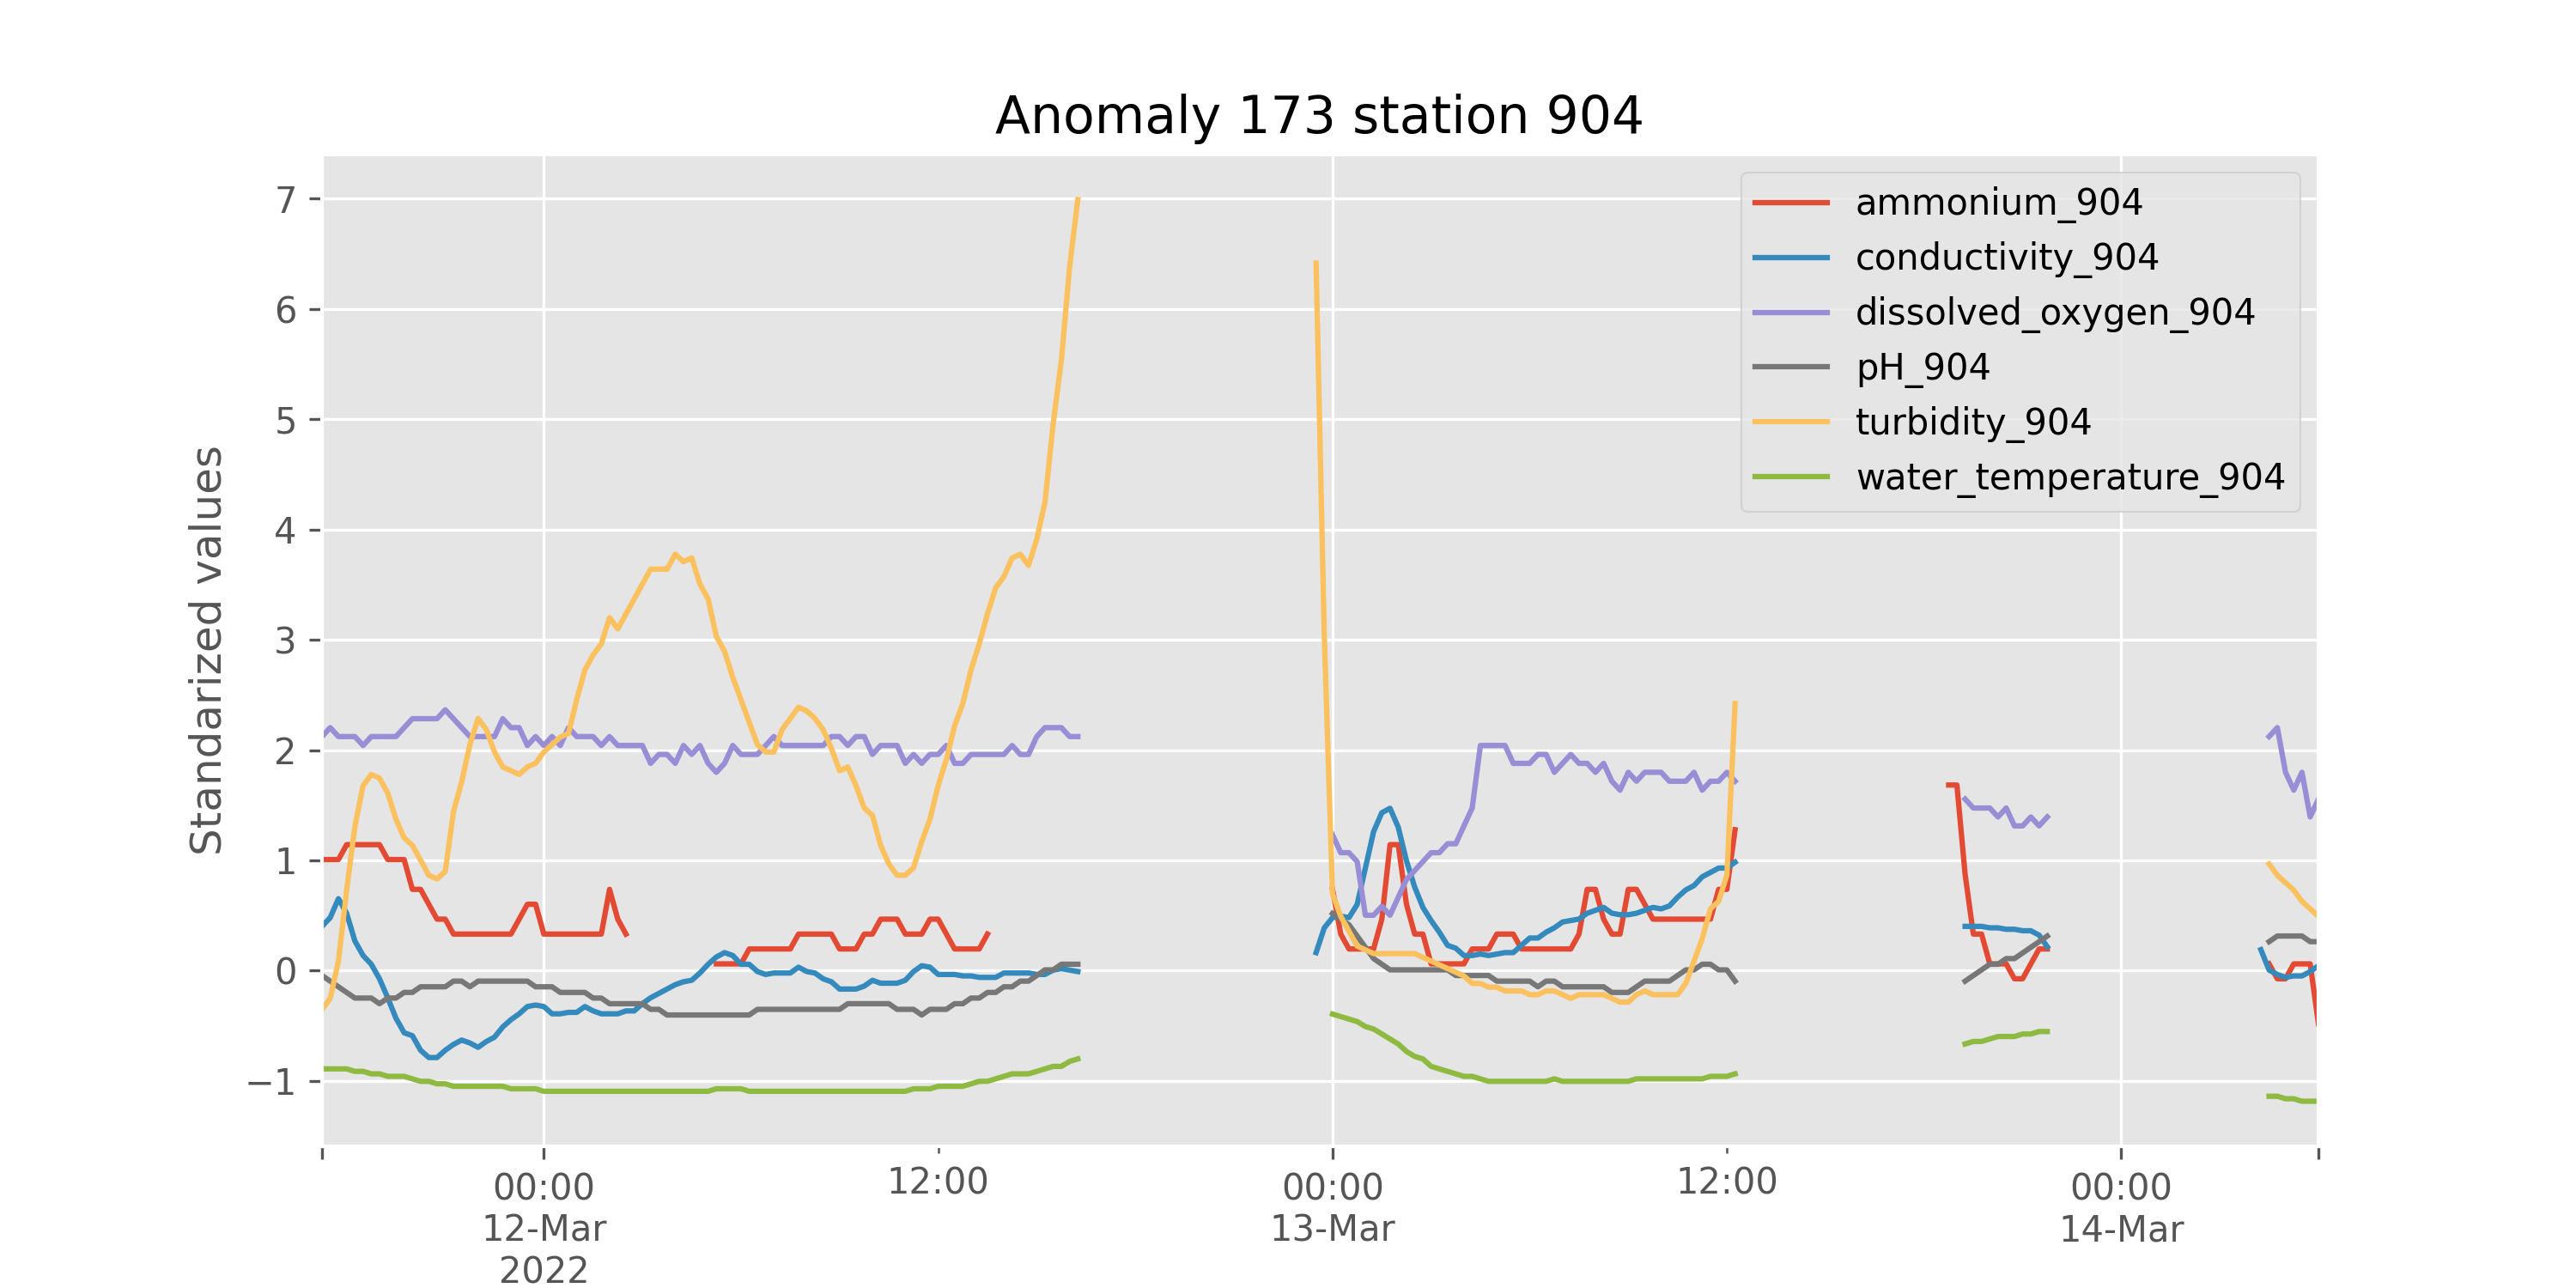 Anomaly 173 station 904
Standardized values
7
6
5
4
3
2
1
0
−1
ammonium_904
conductivity_904
dissolved_oxygen_904
pH_904
turbidity_904
water_temperature_904
00:00
12-Mar
2022
12:00
00:00
13-Mar
12:00
00:00
14-Mar